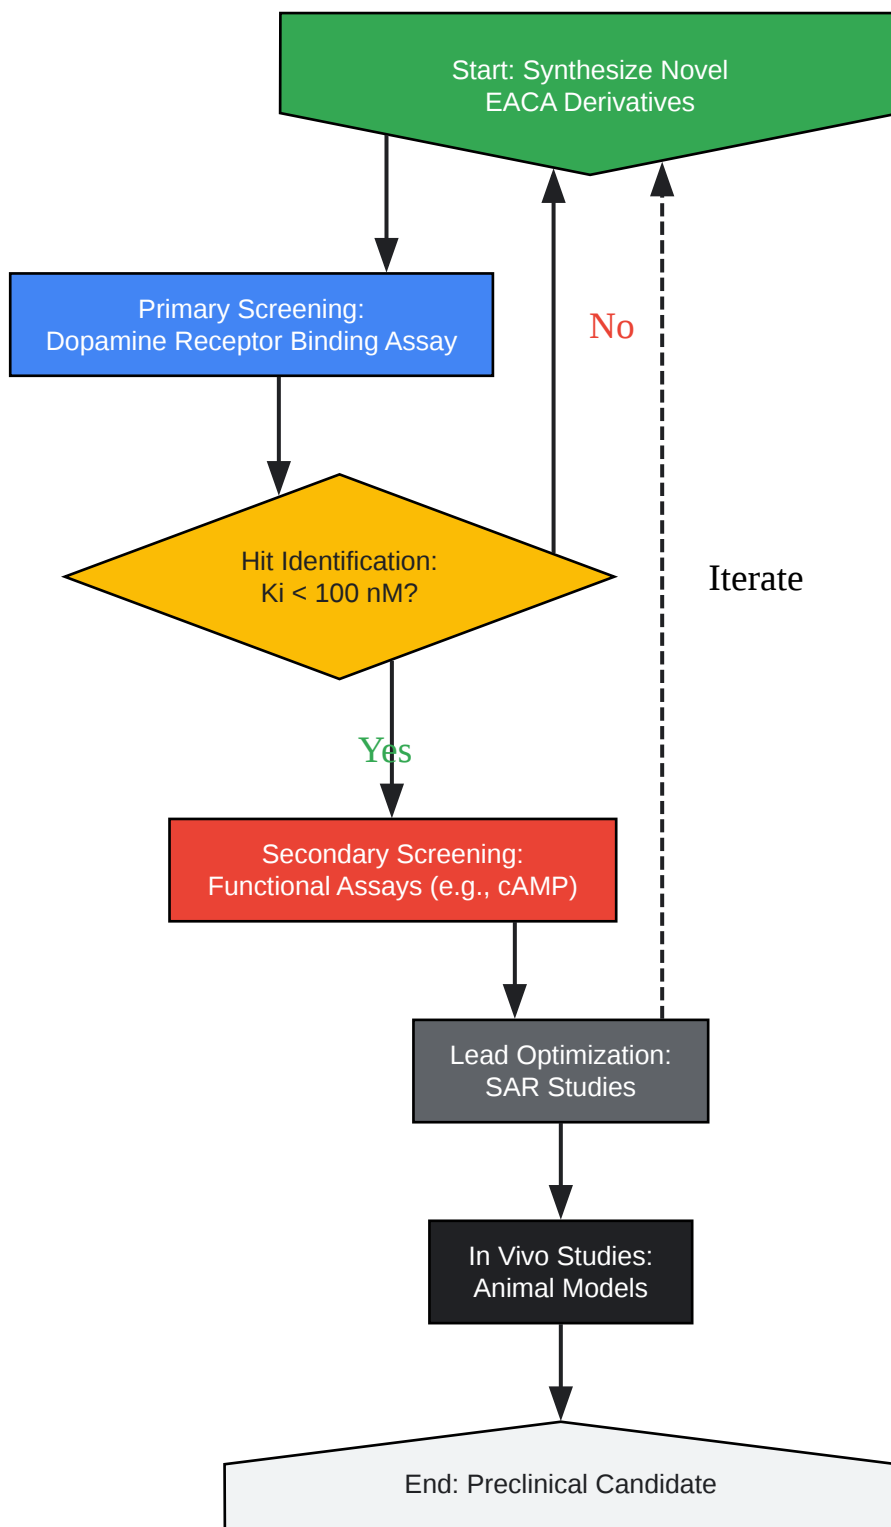 Start: Synthesize Novel
EACA Derivatives
Primary Screening:
Dopamine Receptor Binding Assay
No
Hit Identification:
Ki < 100 nM?
Iterate
Yes
Secondary Screening:
Functional Assays (e.g., cAMP)
Lead Optimization:
SAR Studies
In Vivo Studies:
Animal Models
End: Preclinical Candidate